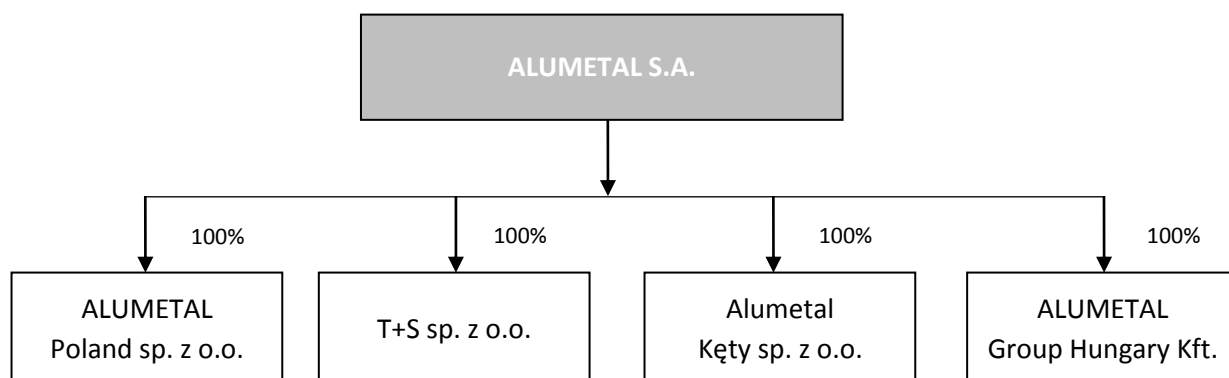 ALUMETAL S.A.
100%
100%
100%
100%
ALUMETAL
Poland sp. z o.o.
T+S sp. z o.o.
Alumetal
Kęty sp. z o.o.
ALUMETAL
Group Hungary Kft.